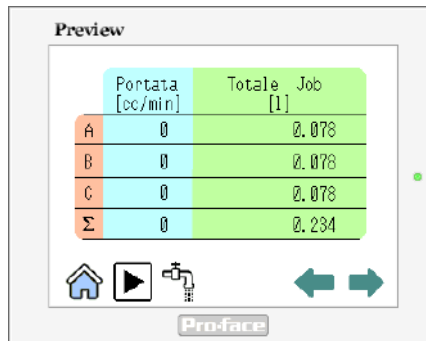 Preview
Portata Totale Job
[cc/min] [l]
A 0 0.078
B 0 0.078
C 0 0.078
Σ 0 0.234
Pro-face